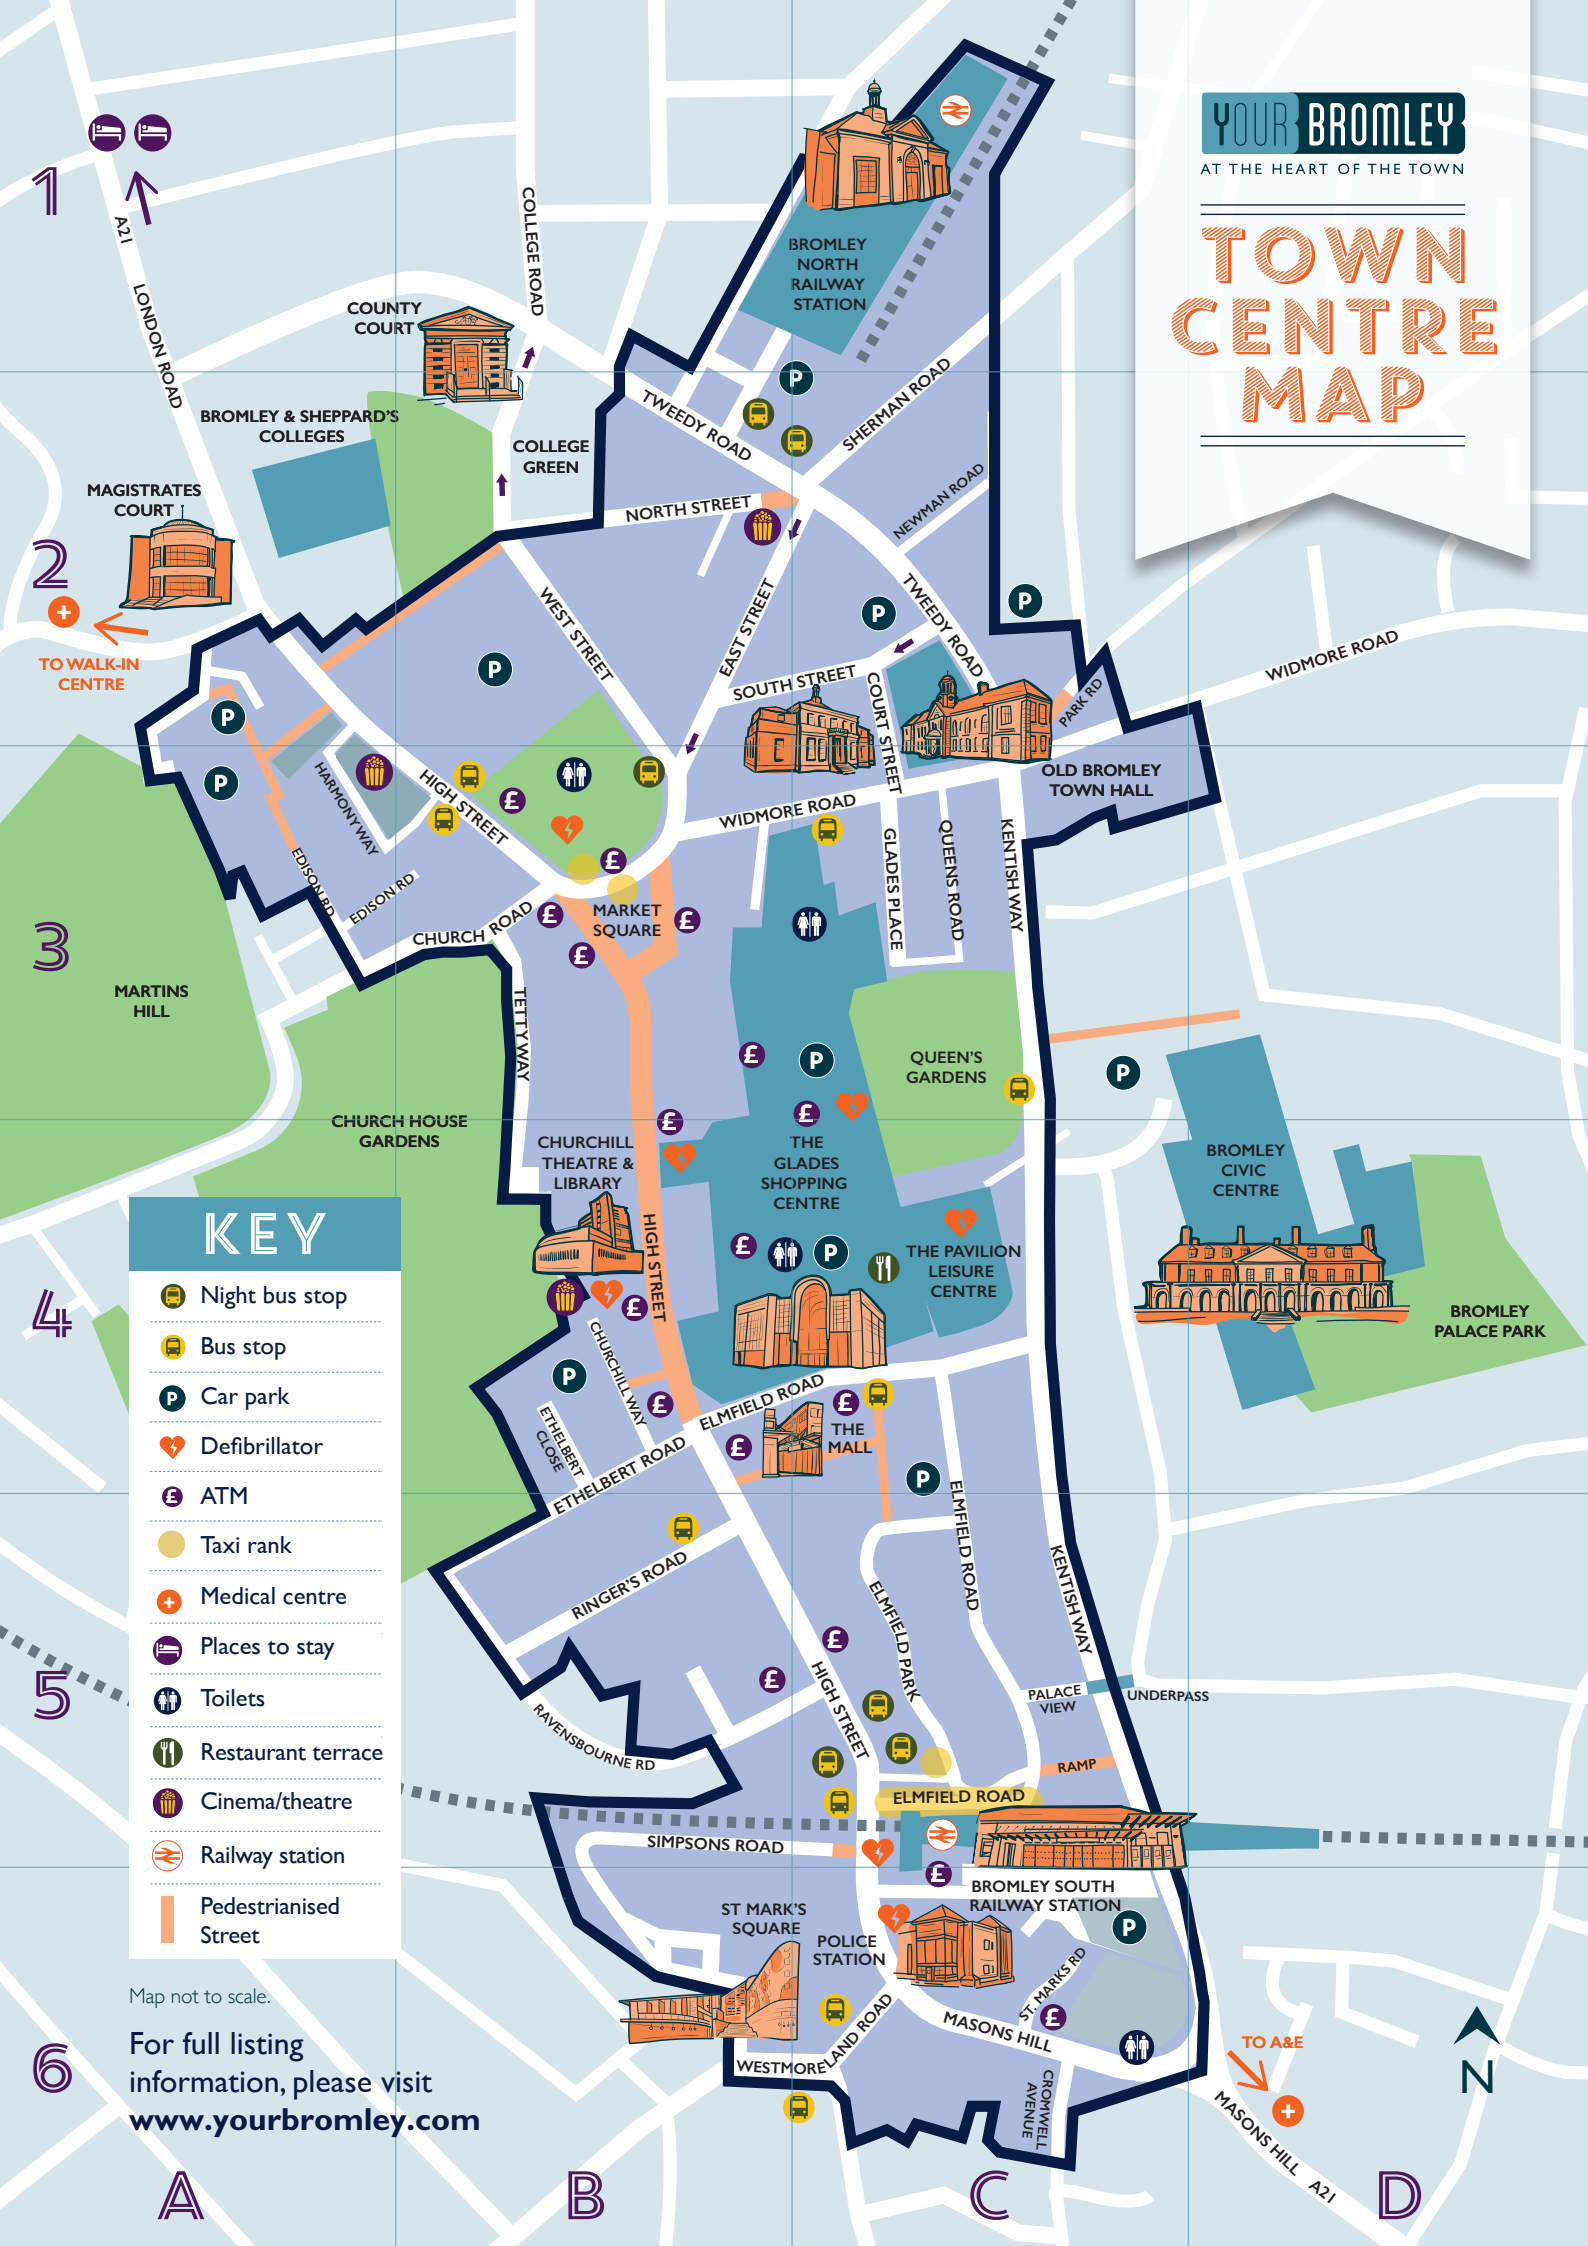 YOUR BROMLEY
AT THE HEART OF THE TOWN
TOWN
CENTRE
MAP
1
2
3
4
5
6
A
B
C
D
A21
LONDON ROAD
COLLEGE ROAD
COUNTY
COURT
BROMLEY
NORTH
RAILWAY
STATION
P
BROMLEY & SHEPPARD'S
COLLEGES
COLLEGE
GREEN
TWEEDY ROAD
SHERMAN ROAD
MAGISTRATES
COURT
NORTH STREET
NEWMAN ROAD
TO WALK-IN
CENTRE
WEST STREET
EAST STREET
TWEEDY ROAD
P
P
P
P
P
SOUTH STREET
COURT STREET
PARK RD
WIDMORE ROAD
OLD BROMLEY
TOWN HALL
HARMONY WAY
HIGH STREET
£
£
WIDMORE ROAD
GLADES PLACE
QUEENS ROAD
KENTISH WAY
EDISON RD
EDISON RD
CHURCH ROAD
MARKET
SQUARE
£
£
£
MARTINS
HILL
TETTY WAY
£
P
QUEEN'S
GARDENS
P
CHURCH HOUSE
GARDENS
£
£
CHURCHILL
THEATRE &
LIBRARY
THE
GLADES
SHOPPING
CENTRE
BROMLEY
CIVIC
CENTRE
HIGH STREET
£
P
THE PAVILION
LEISURE
CENTRE
£
BROMLEY
PALACE PARK
CHURCHILL WAY
P
£
ELMFIELD ROAD
£
THE
MALL
£
P
ETHELBERT
CLOSE
ETHELBERT ROAD
RINGER'S ROAD
ELMFIELD ROAD
ELMFIELD PARK
KENTISH WAY
£
£
HIGH STREET
PALACE
VIEW
UNDERPASS
RAVENSBOURNE RD
RAMP
ELMFIELD ROAD
SIMPSONS ROAD
£
BROMLEY SOUTH
RAILWAY STATION
P
ST MARK'S
SQUARE
POLICE
STATION
ST. MARKS RD
£
MASONS HILL
WESTMORELAND ROAD
CROMWELL
AVENUE
TO A&E
MASONS HILL
A21
N
KEY
Night bus stop
Bus stop
P Car park
Defibrillator
£ ATM
Taxi rank
Medical centre
Places to stay
Toilets
Restaurant terrace
Cinema/theatre
Railway station
Pedestrianised
Street
Map not to scale.
For full listing
information, please visit
www.yourbromley.com